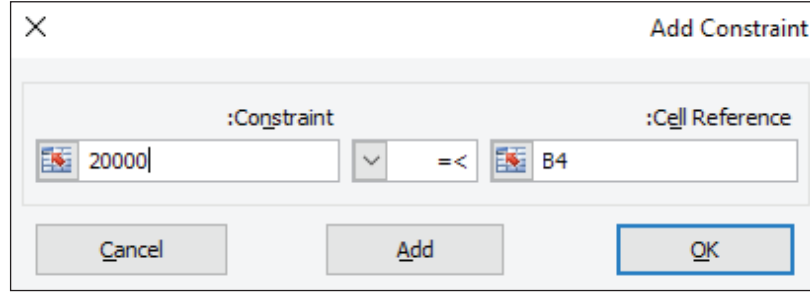 Add Constraint
:Cell Reference
:Constraint
B4
=<
20000
OK
Add
Cancel